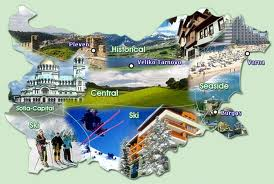 Pleven
Historical
Veliko Tarnovo
Varna
Central
Seaside
Sofia-Capital
Burgas
Ski
Ski